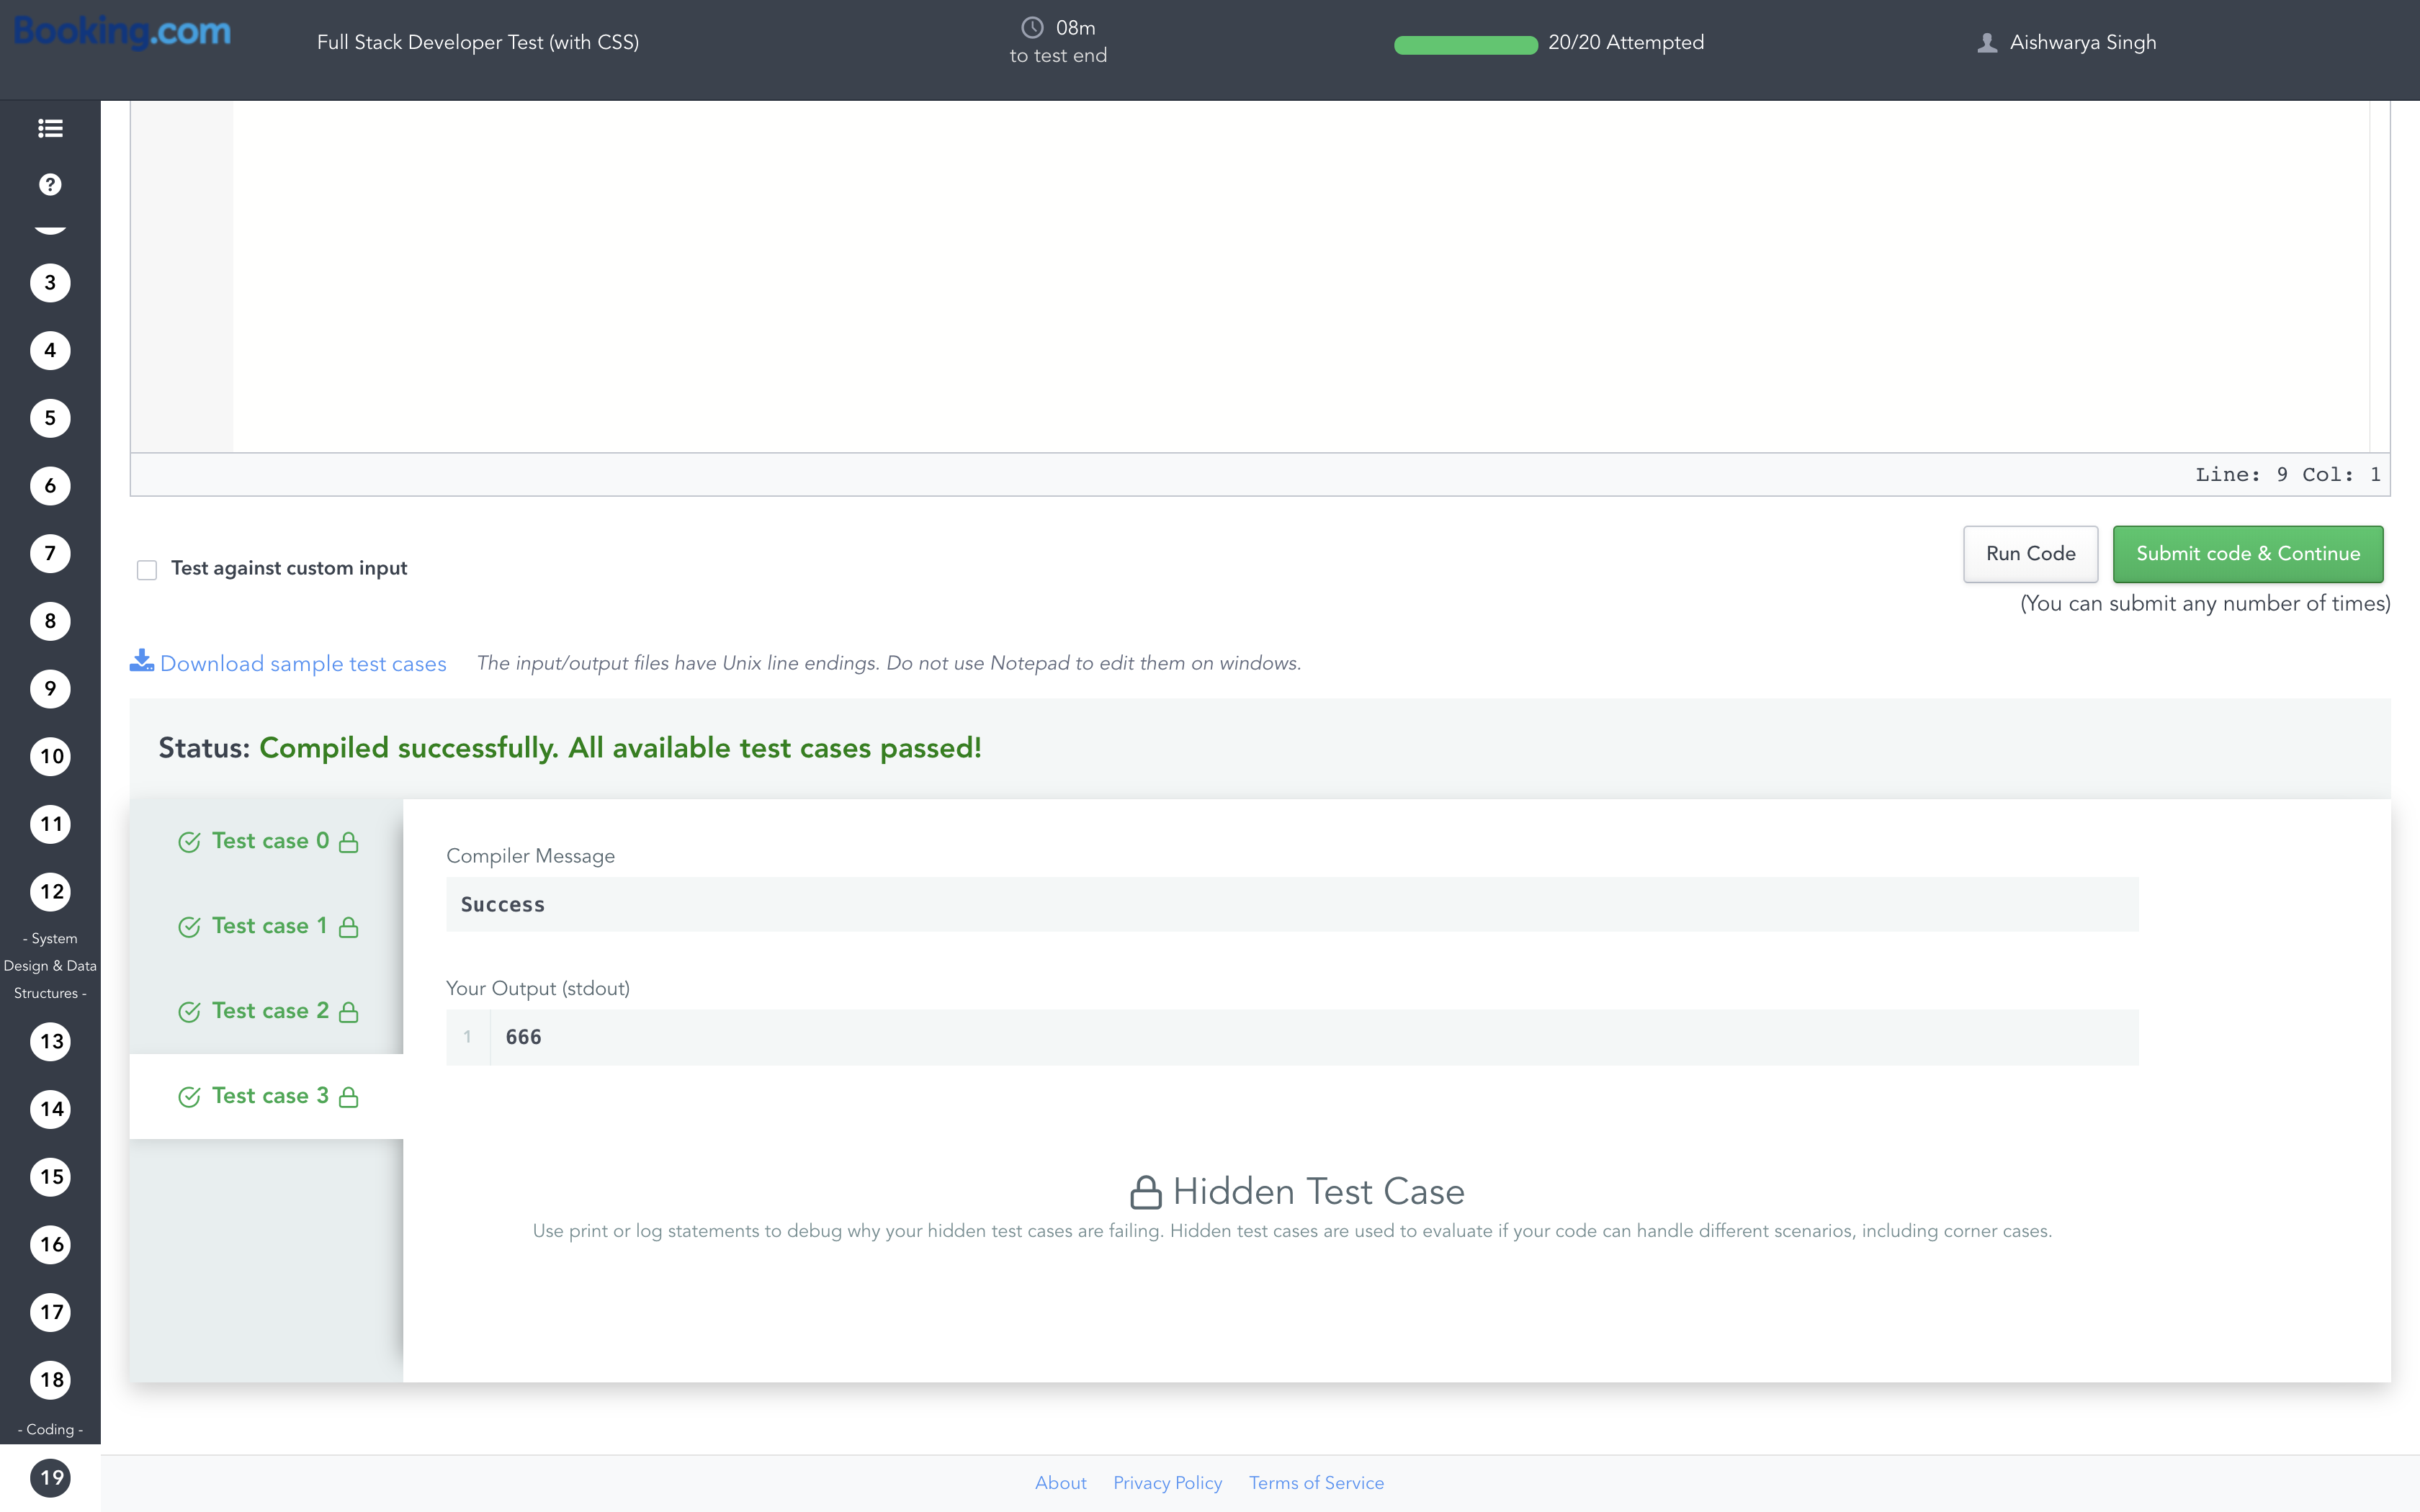 Booking.com
Full Stack Developer Test (with CSS)
08m
to test end
20/20 Attempted
Aishwarya Singh
?
3
4
5
6
7
8
9
10
11
12
- System
Design & Data
Structures -
13
14
15
16
17
18
- Coding -
19
Line: 9 Col: 1
Test against custom input
Run Code
Submit code & Continue
(You can submit any number of times)
Download sample test cases
The input/output files have Unix line endings. Do not use Notepad to edit them on windows.
Status: Compiled successfully. All available test cases passed!
Test case 0
Test case 1
Test case 2
Test case 3
Compiler Message
Success
Your Output (stdout)
1 666
Hidden Test Case
Use print or log statements to debug why your hidden test cases are failing. Hidden test cases are used to evaluate if your code can handle different scenarios, including corner cases.
About Privacy Policy Terms of Service